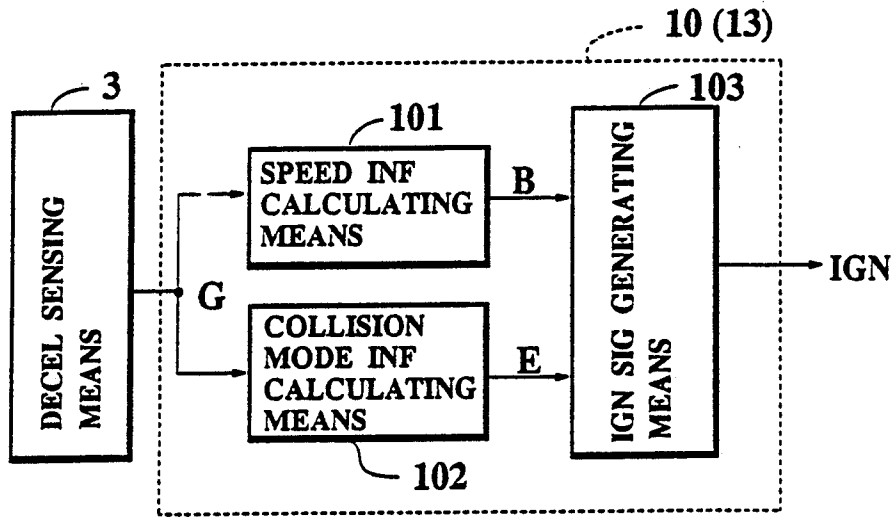 10 (13)
3
DECEL SENSING
MEANS
G
101
SPEED INF
CALCULATING
MEANS
B
COLLISION
MODE INF
CALCULATING
MEANS
E
102
103
IGN SIG GENERATING
MEANS
IGN